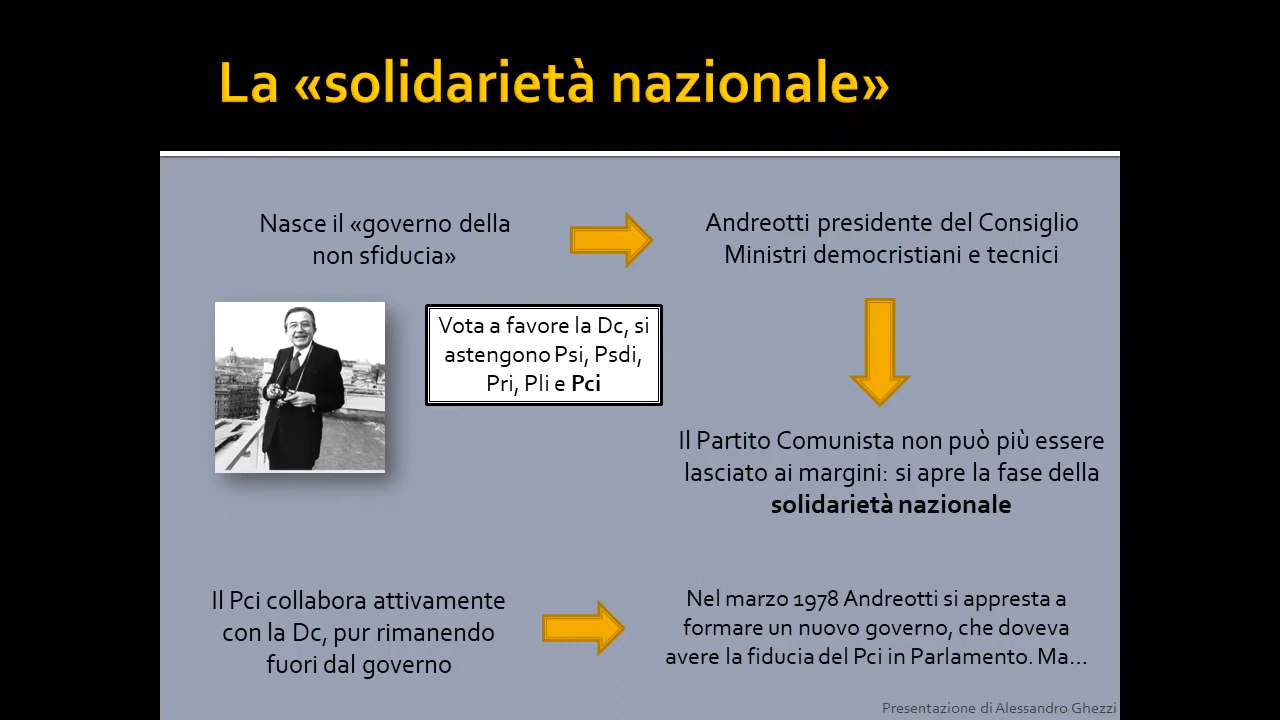 La «solidarietà nazionale»
Nasce il «governo della
non sfiducia»
Andreotti presidente del Consiglio
Ministri democristiani e tecnici
Vota a favore la Dc, si
astengono Psi, Psdi,
Pri, Pli e Pci
Il Partito Comunista non può più essere
lasciato ai margini: si apre la fase della
solidarietà nazionale
Il Pci collabora attivamente
con la Dc, pur rimanendo
fuori dal governo
Nel marzo 1978 Andreotti si appresta a
formare un nuovo governo, che doveva
avere la fiducia del Pci in Parlamento. Ma...
Presentazione di Alessandro Ghezzi